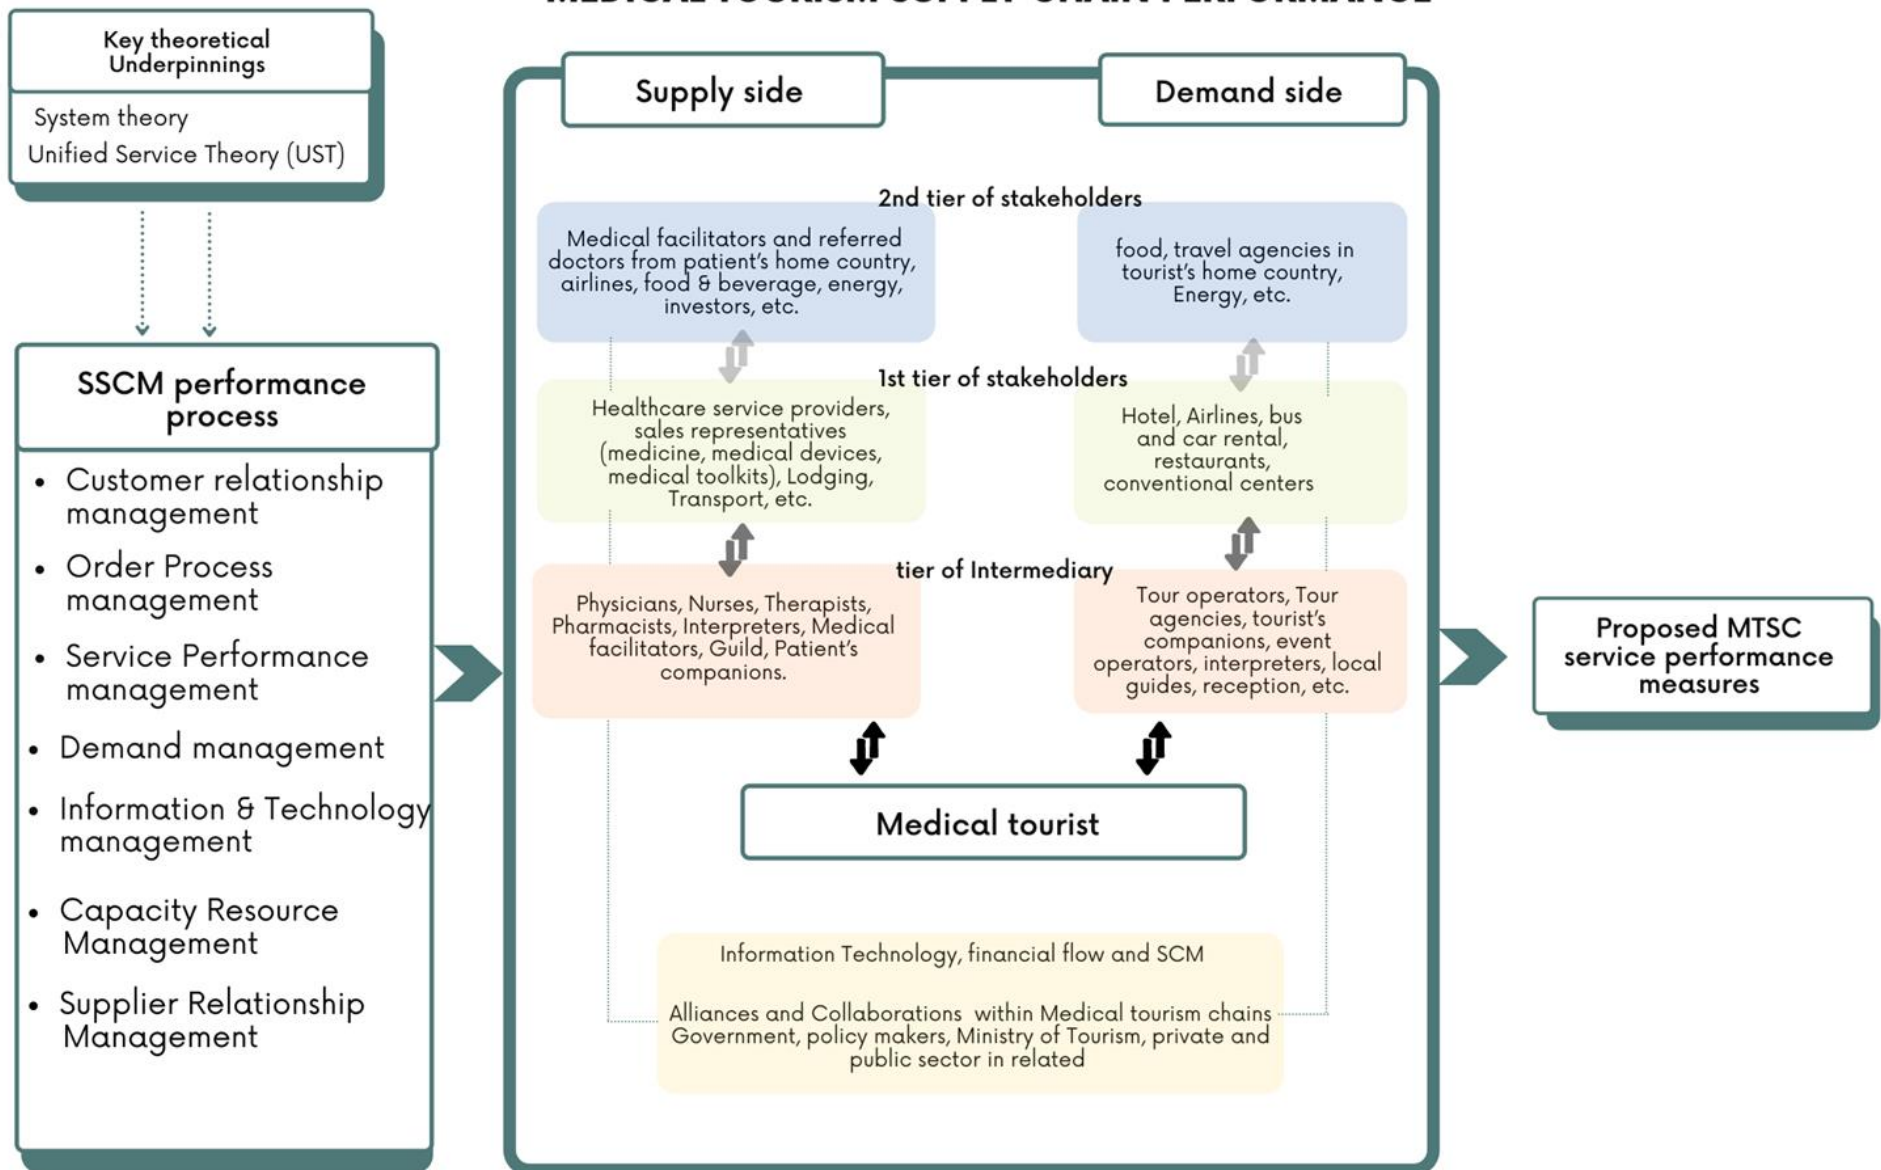 MEDICAL TOURISM SUPPLY CHAIN PERFORMANCE
Key theoretical
Underpinnings
System theory
Unified Service Theory (UST)
SSCM performance
process
• Customer relationship
management
• Order Process
management
• Service Performance
management
• Demand management
• Information & Technology
management
• Capacity Resource
Management
• Supplier Relationship
Management
Supply side
Demand side
2nd tier of stakeholders
Medical facilitators and referred
doctors from patient's home country,
airlines, food & beverage, energy,
investors, etc.
food, travel agencies in
tourist's home country,
Energy, etc.
1st tier of stakeholders
Healthcare service providers,
sales representatives
(medicine, medical devices,
medical toolkits), Lodging,
Transport, etc.
Hotel, Airlines, bus
and car rental,
restaurants,
conventional centers
tier of Intermediary
Physicians, Nurses, Therapists,
Pharmacists, Interpreters, Medical
facilitators, Guild, Patient's
companions.
Tour operators, Tour
agencies, tourist's
companions, event
operators, interpreters, local
guides, reception, etc.
Medical tourist
Information Technology, financial flow and SCM
Alliances and Collaborations within Medical tourism chains
Government, policy makers, Ministry of Tourism, private and
public sector in related
Proposed MTSC
service performance
measures